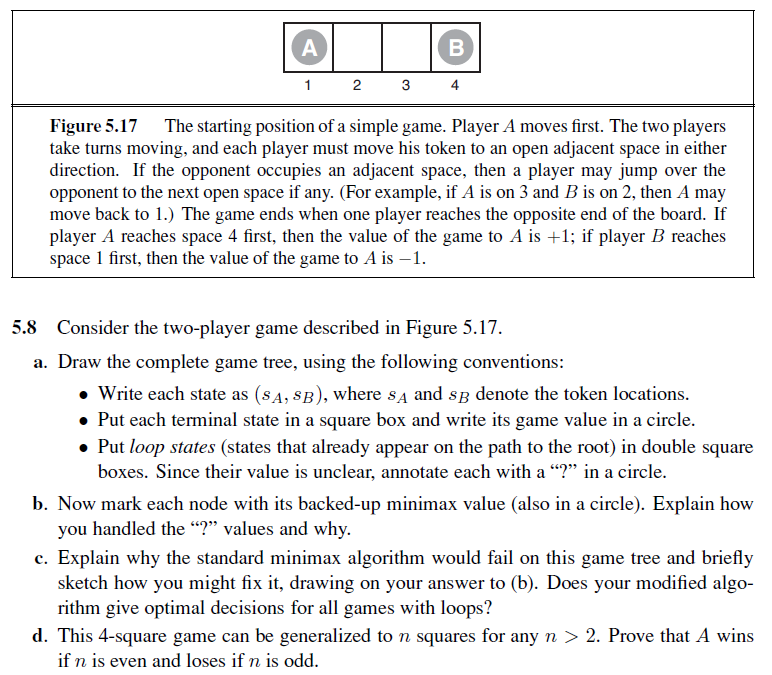 A B
1 2 3 4
Figure 5.17 The starting position of a simple game. Player A moves first. The two players
take turns moving, and each player must move his token to an open adjacent space in either
direction. If the opponent occupies an adjacent space, then a player may jump over the
opponent to the next open space if any. (For example, if A is on 3 and B is on 2, then A may
move back to 1.) The game ends when one player reaches the opposite end of the board. If
player A reaches space 4 first, then the value of the game to A is +1; if player B reaches
space 1 first, then the value of the game to A is −1.
5.8 Consider the two-player game described in Figure 5.17.
a. Draw the complete game tree, using the following conventions:
• Write each state as (s_A, s_B), where s_A and s_B denote the token locations.
• Put each terminal state in a square box and write its game value in a circle.
• Put loop states (states that already appear on the path to the root) in double square
boxes. Since their value is unclear, annotate each with a “?” in a circle.
b. Now mark each node with its backed-up minimax value (also in a circle). Explain how
you handled the “?” values and why.
c. Explain why the standard minimax algorithm would fail on this game tree and briefly
sketch how you might fix it, drawing on your answer to (b). Does your modified algo-
rithm give optimal decisions for all games with loops?
d. This 4-square game can be generalized to n squares for any n > 2. Prove that A wins
if n is even and loses if n is odd.